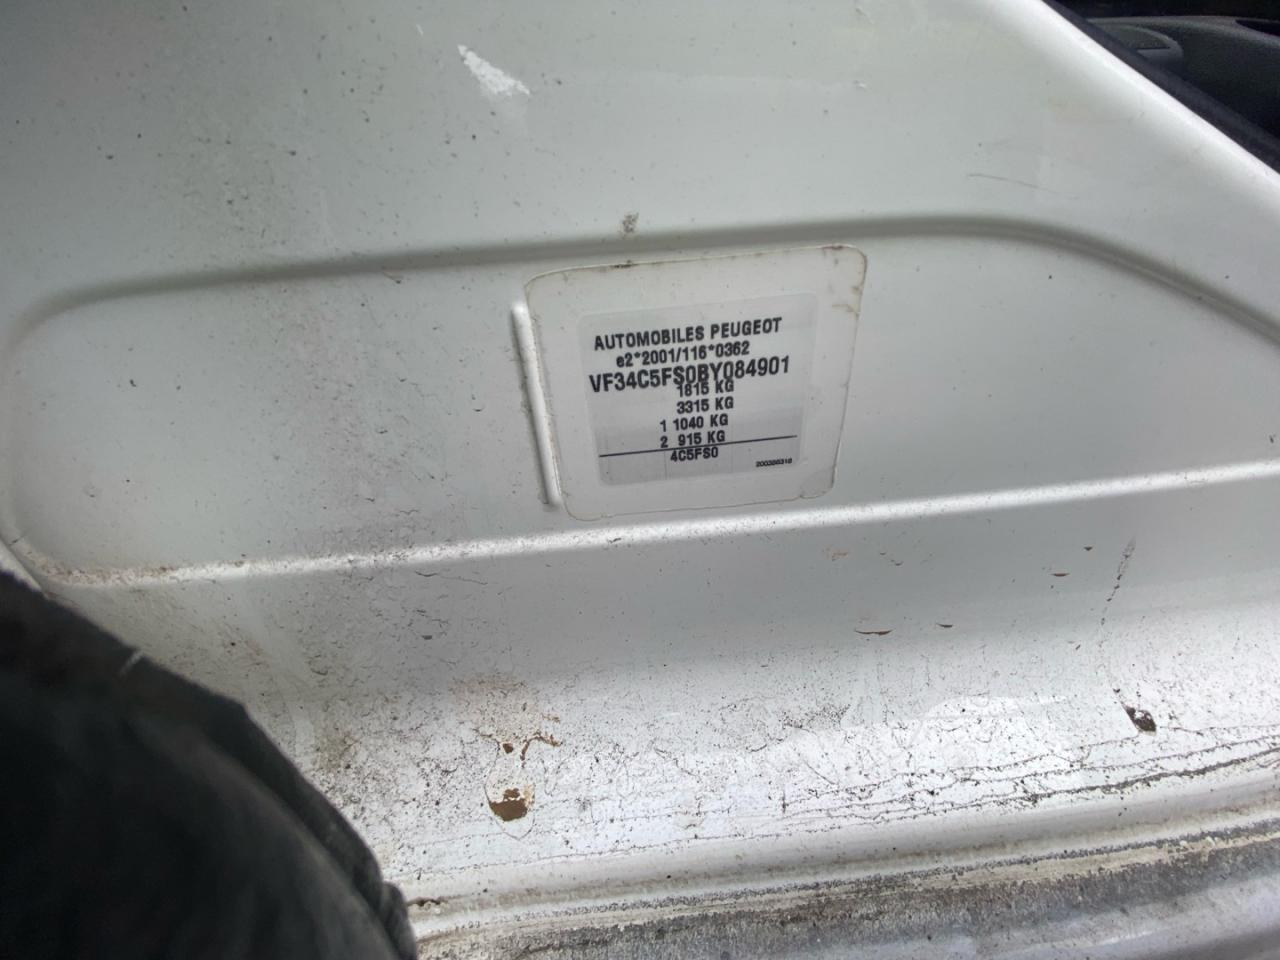 AUTOMOBILES PEUGEOT
e2*2001/116*0362
VF34C5FS0BY084901
1815 KG
3315 KG
1 1040 KG
2 915 KG
4C5FS0